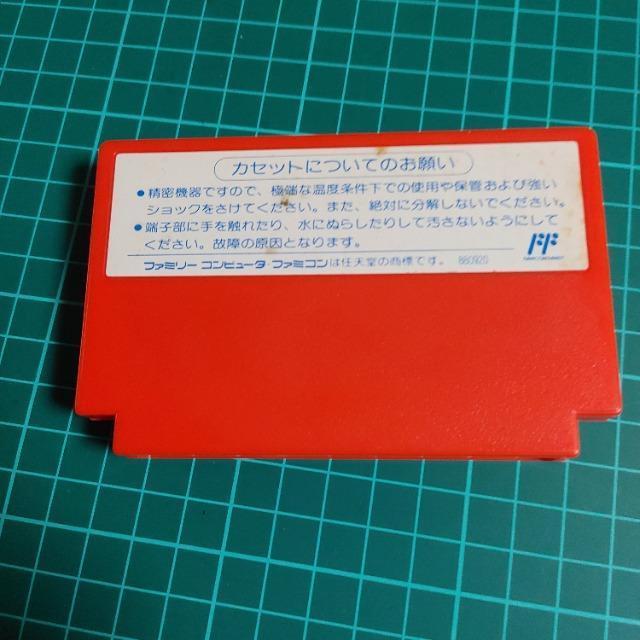 カセットについてのお願い
●精密機器ですので、極端な温度条件下での使用や保管および強い
ショックをさけてください。また、絶対に分解しないでください。
●端子部に手を触れたり、水にぬらしたりして汚さないようにして
ください。故障の原因となります。
ファミリーコンピュータ・ファミコンは任天堂の商標です。 880920
FF